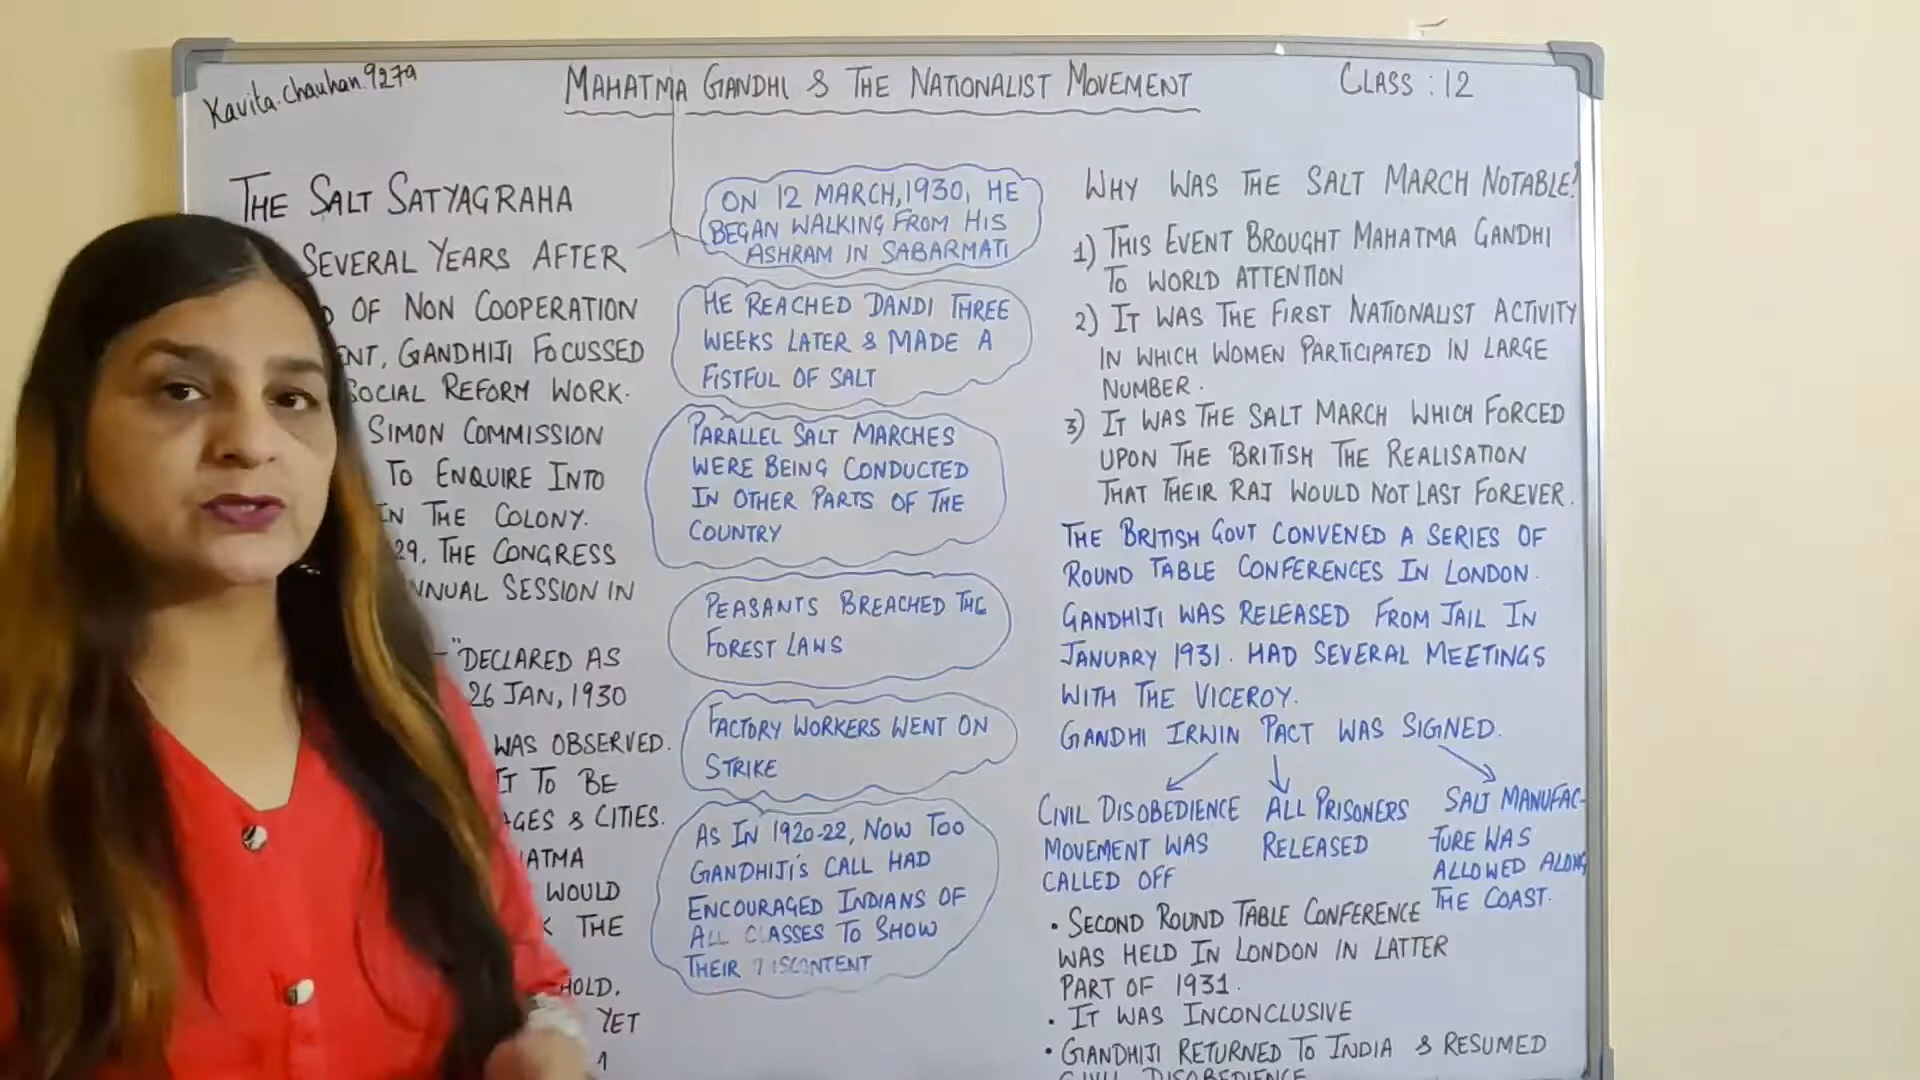 Kavita.chauhan.9279
MAHATMA GANDHI & THE NATIONALIST MOVEMENT
CLASS : 12
THE SALT SATYAGRAHA
SEVERAL YEARS AFTER
OF NON COOPERATION
GANDHIJI FOCUSSED
SOCIAL REFORM WORK.
SIMON COMMISSION
TO ENQUIRE INTO
IN THE COLONY.
29, THE CONGRESS
SESSION IN
"DECLARED AS
26 JAN, 1930
WAS OBSERVED.
IT TO BE
& CITIES.
WOULD
THE
HOLD.
YET
ON 12 MARCH, 1930, HE
BEGAN WALKING FROM HIS
ASHRAM IN SABARMATI
HE REACHED DANDI THREE
WEEKS LATER & MADE A
FISTFUL OF SALT
PARALLEL SALT MARCHES
WERE BEING CONDUCTED
IN OTHER PARTS OF THE
COUNTRY
PEASANTS BREACHED THE
FOREST LAWS
FACTORY WORKERS WENT ON
STRIKE
AS IN 1920-22, NOW TOO
GANDHIJI'S CALL HAD
ENCOURAGED INDIANS OF
ALL CLASSES TO SHOW
THEIR DISCONTENT
WHY WAS THE SALT MARCH NOTABLE?
1) THIS EVENT BROUGHT MAHATMA GANDHI
TO WORLD ATTENTION
2) IT WAS THE FIRST NATIONALIST ACTIVITY
IN WHICH WOMEN PARTICIPATED IN LARGE
NUMBER.
3) IT WAS THE SALT MARCH WHICH FORCED
UPON THE BRITISH THE REALISATION
THAT THEIR RAJ WOULD NOT LAST FOREVER.
THE BRITISH GOVT CONVENED A SERIES OF
ROUND TABLE CONFERENCES IN LONDON.
GANDHIJI WAS RELEASED FROM JAIL IN
JANUARY 1931. HAD SEVERAL MEETINGS
WITH THE VICEROY.
GANDHI IRWIN PACT WAS SIGNED.
CIVIL DISOBEDIENCE
MOVEMENT WAS
CALLED OFF
ALL PRISONERS
RELEASED
SALT MANUFAC-
TURE WAS
ALLOWED ALONG
THE COAST.
• SECOND ROUND TABLE CONFERENCE
WAS HELD IN LONDON IN LATTER
PART OF 1931.
• IT WAS INCONCLUSIVE
• GANDHIJI RETURNED TO INDIA & RESUMED
CIVIL DISOBEDIENCE